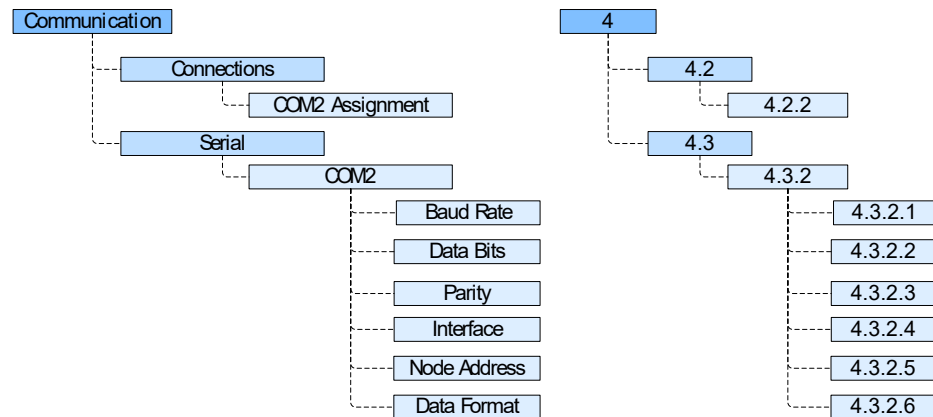 Communication
4
Connections
4.2
COM2 Assignment
4.2.2
Serial
4.3
COM2
4.3.2
Baud Rate
4.3.2.1
Data Bits
4.3.2.2
Parity
4.3.2.3
Interface
4.3.2.4
Node Address
4.3.2.5
Data Format
4.3.2.6